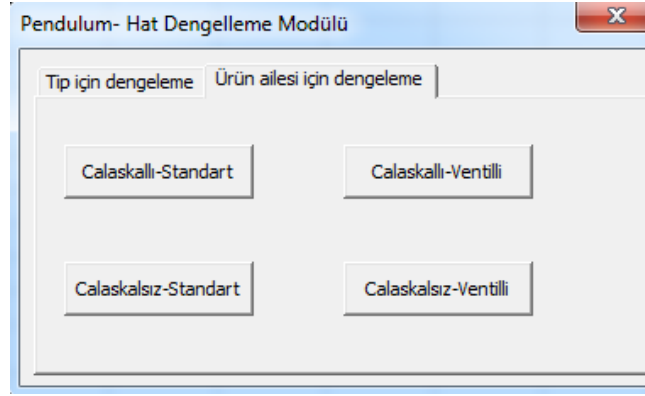 Pendulum- Hat Dengelleme Modülü
Tip için dengeleme Ürün ailesi için dengeleme
Calaskallı-Standart Calaskallı-Ventilli
Calaskalsız-Standart Calaskalsız-Ventilli